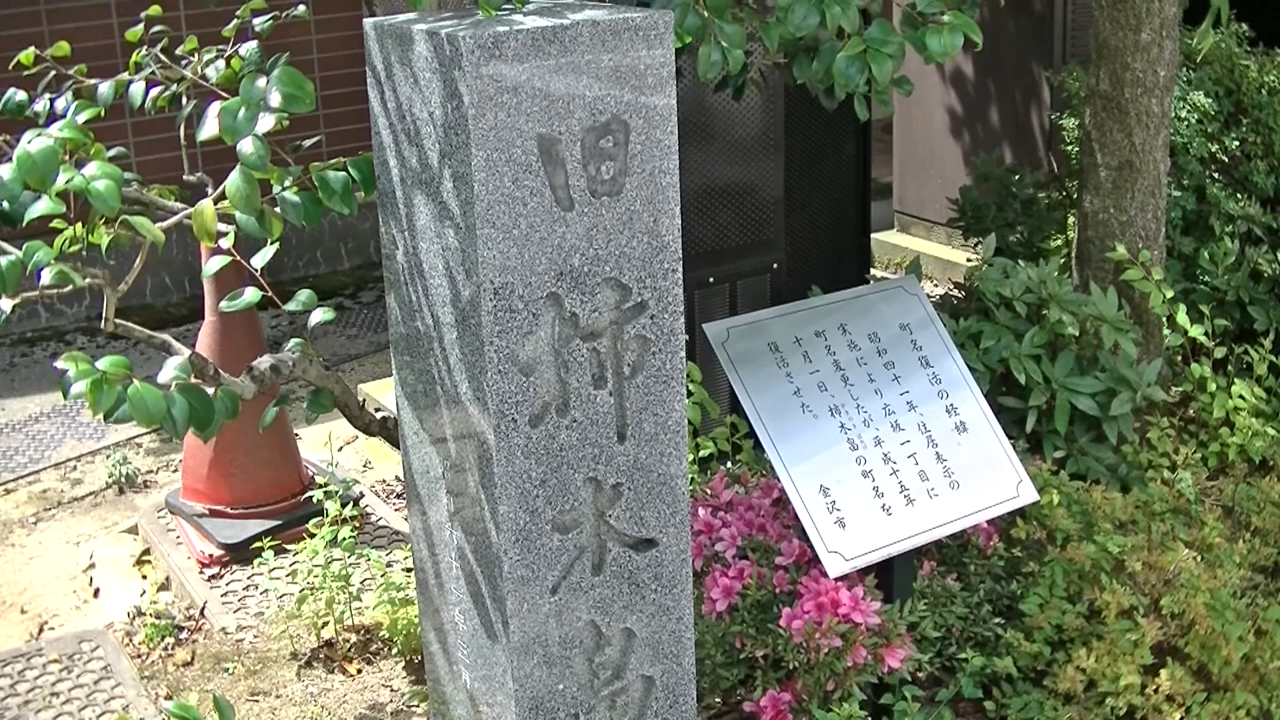 旧柿木畠
町名復活の経緯
昭和四十一年、住居表示の
実施により広坂一丁目に
町名変更したが、平成十五年
十月一日、柿木畠の町名を
復活させた。
金沢市